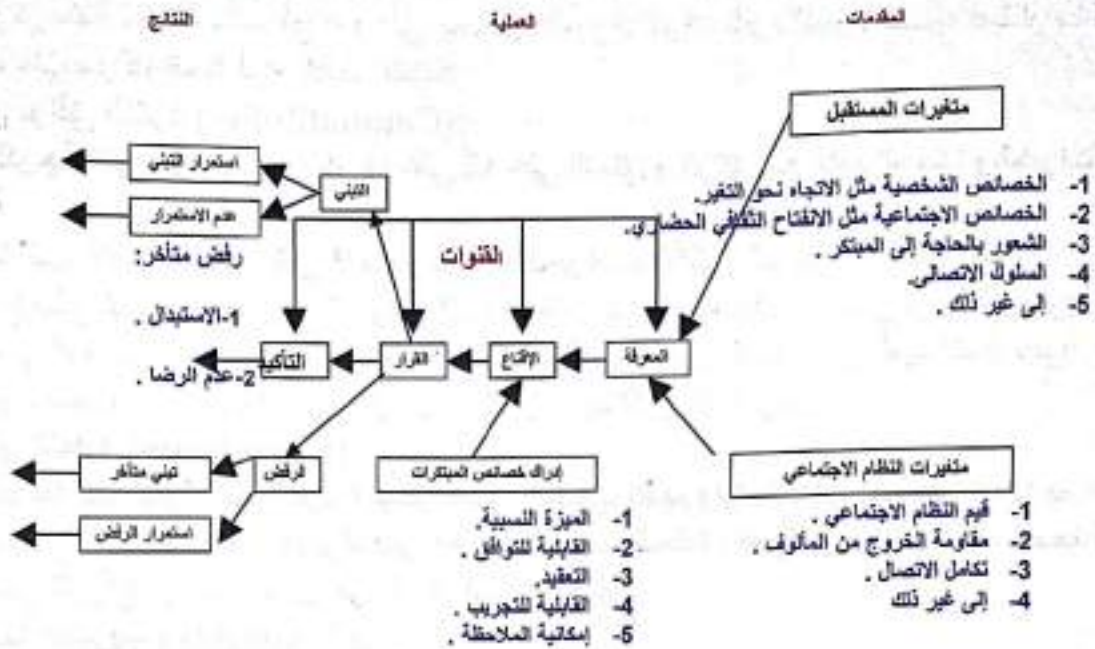 المقدمات
العملية
النتائج
متغيرات المستقبل
1- الخصائص الشخصية مثل الاتجاه نحو التغير.
2- الخصائص الاجتماعية مثل الانفتاح الثقافي الحضاري.
3- الشعور بالحاجة إلى المبتكر .
4- السلوك الاتصالي.
5- إلى غير ذلك .
القنوات
التبني
استمرار التبني
عدم الاستمرار
رفض متأخر:
1-الاستبدال .
2-عدم الرضا .
المعرفة
الإقناع
القرار
التأكيد
متغيرات النظام الاجتماعي
1- قيم النظام الاجتماعي .
2- مقاومة الخروج من المألوف .
3- تكامل الاتصال .
4- إلى غير ذلك
إدراك خصائص المبتكرات
1- الميزة النسبية.
2- القابلية للتوافق .
3- التعقيد.
4- القابلية للتجريب .
5- إمكانية الملاحظة .
الرفض
تبني متأخر
استمرار الرفض